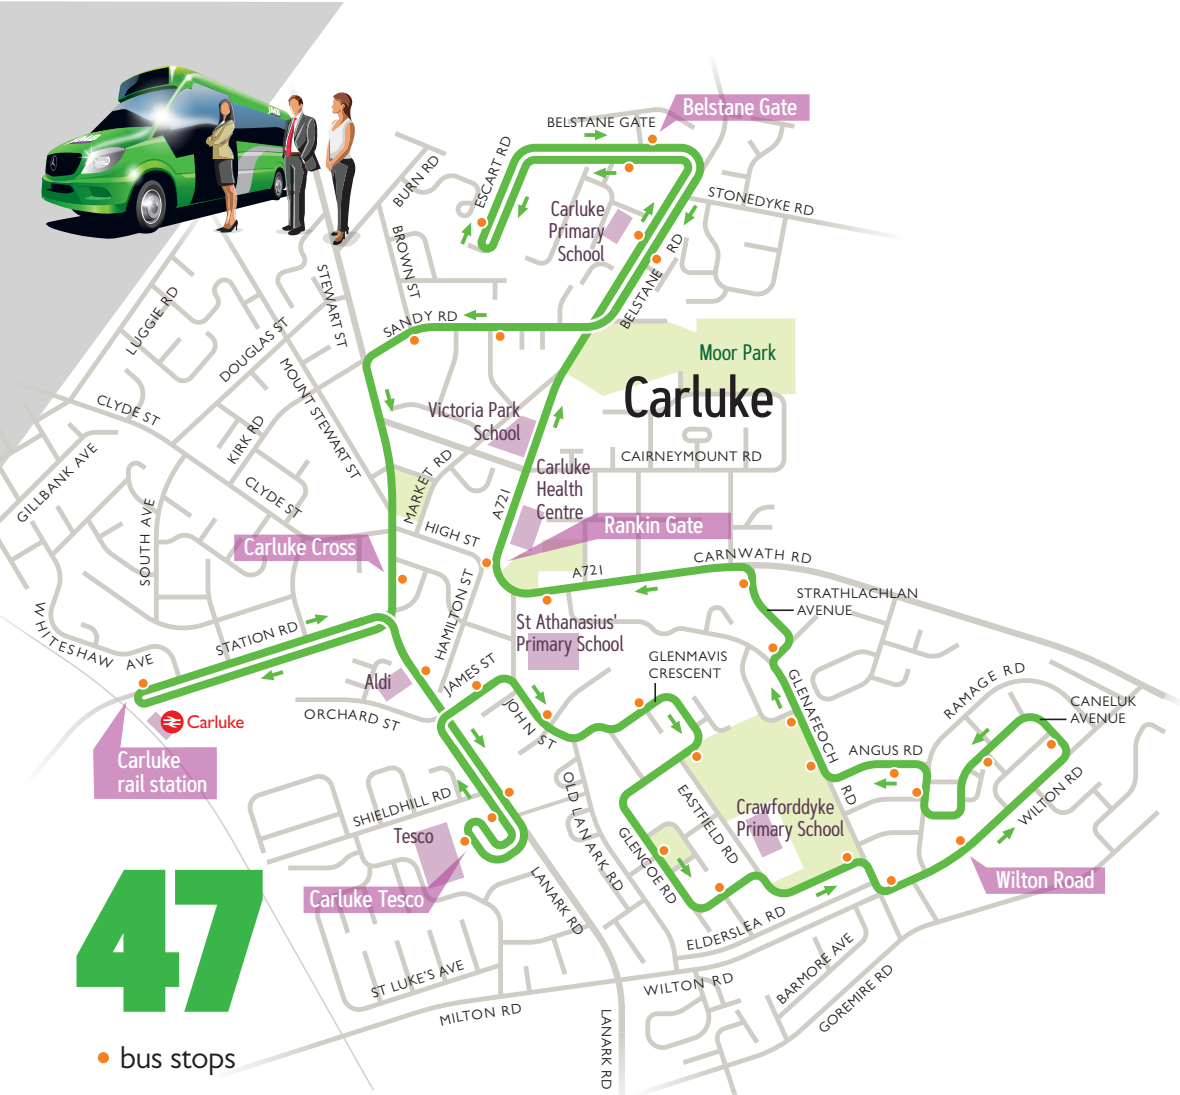 Belstane Gate
BELSTANE GATE
ESCART RD
BURN RD
STONEDYKE RD
Carluke
Primary
School
BROWN ST
BELSTANE RD
STEWART ST
LUGGIE RD
SANDY RD
DOUGLAS ST
Moor Park
MOUNT STEWART ST
Carluke
CLYDE ST
Victoria Park
School
KIRK RD
GILLBANK AVE
MARKET RD
CAIRNEYMOUNT RD
Carluke
Health
Centre
CLYDE ST
A721
SOUTH AVE
HIGH ST
Rankin Gate
Carluke Cross
CARNWATH RD
A721
STRATHLACHLAN
AVENUE
HAMILTON ST
WHITESHAW AVE
STATION RD
St Athanasius'
Primary School
GLENMAVIS
CRESCENT
JAMES ST
Aldi
GLENAFEOCH RD
RAMAGE RD
CANELUK
AVENUE
ORCHARD ST
JOHN ST
Carluke
ANGUS RD
Carluke
rail station
OLD LANARK RD
EASTFIELD RD
SHIELDHILL RD
Crawforddyke
Primary School
WILTON RD
Tesco
GLENCOE RD
Wilton Road
Carluke Tesco
LANARK RD
ELDERSLEA RD
47
ST LUKE'S AVE
BARMORE AVE
WILTON RD
GOREMIRE RD
MILTON RD
LANARK RD
bus stops
JMB
JMB